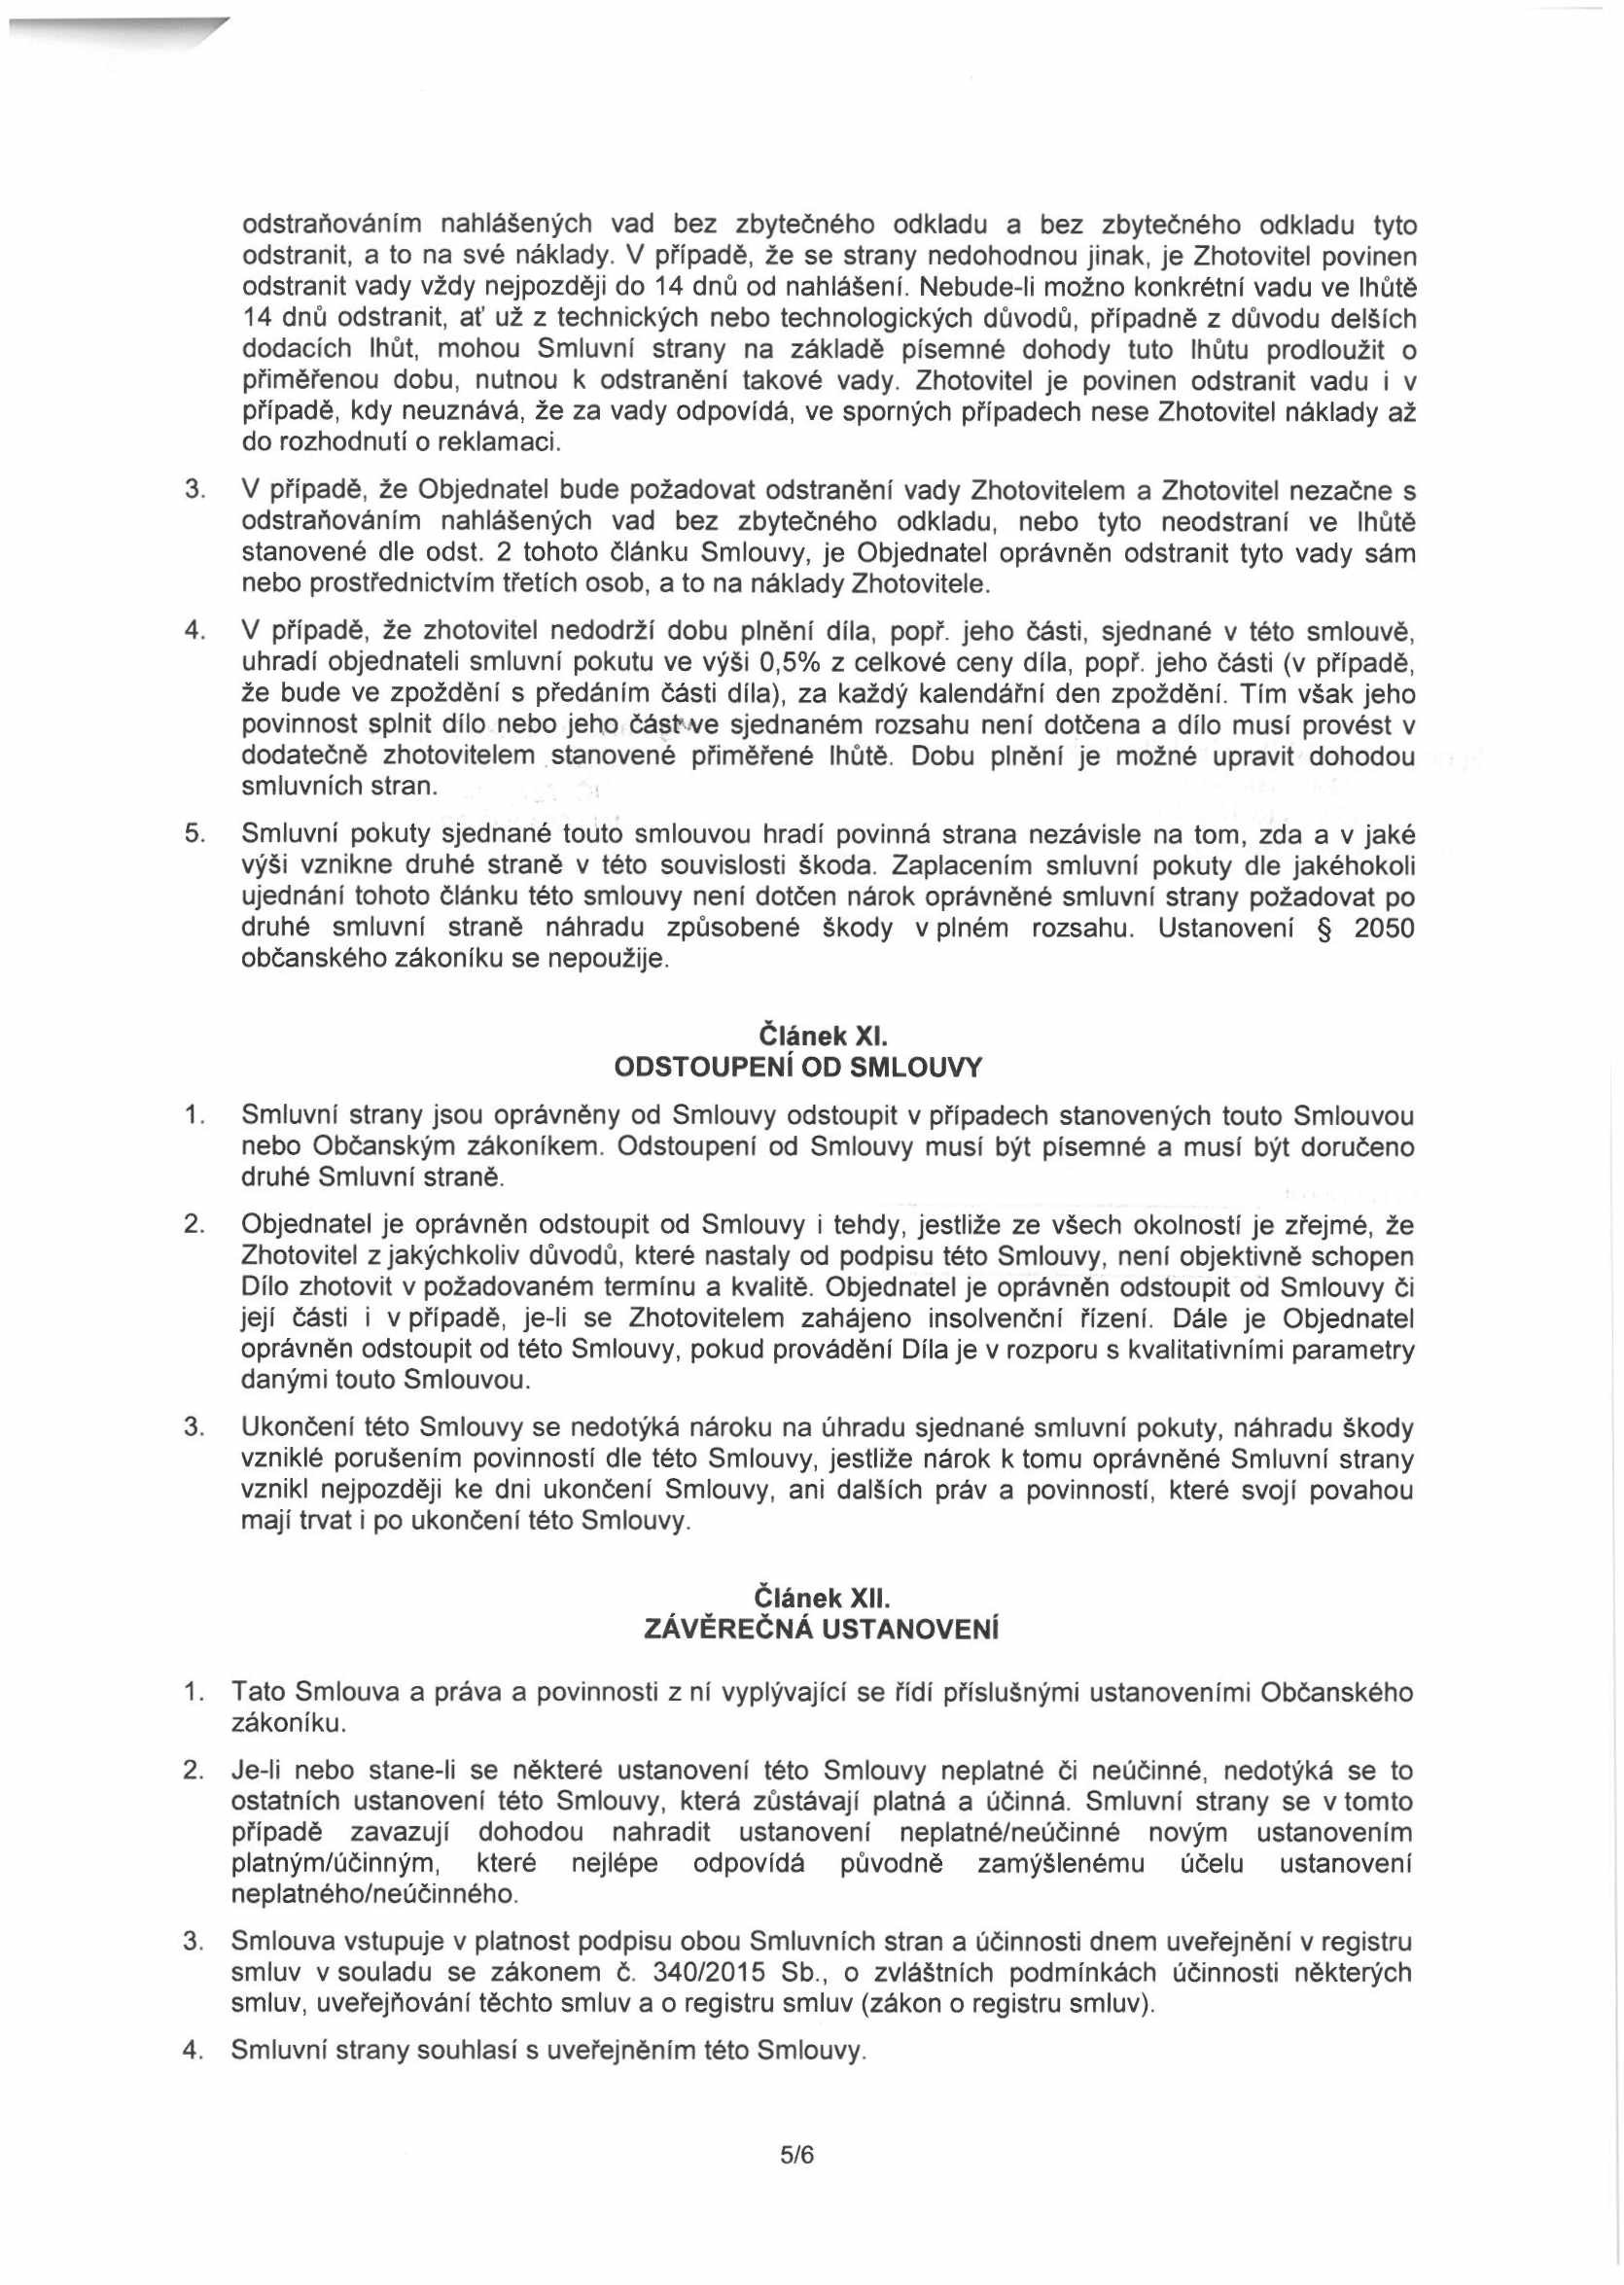 odstraňováním nahlášených vad bez zbytečného odkladu a bez zbytečného odkladu tyto
odstranit, a to na své náklady. V případě, že se strany nedohodnou jinak, je Zhotovitel povinen
odstranit vady vždy nejpozději do 14 dnů od nahlášení. Nebude-li možno konkrétní vadu ve lhůtě
14 dnů odstranit, ať už z technických nebo technologických důvodů, případně z důvodu delších
dodacích lhůt, mohou Smluvní strany na základě písemné dohody tuto lhůtu prodloužit o
přiměřenou dobu, nutnou k odstranění takové vady. Zhotovitel je povinen odstranit vadu i v
případě, kdy neuznává, že za vady odpovídá, ve sporných případech nese Zhotovitel náklady až
do rozhodnutí o reklamaci.
3. V případě, že Objednatel bude požadovat odstranění vady Zhotovitelem a Zhotovitel nezačne s
odstraňováním nahlášených vad bez zbytečného odkladu, nebo tyto neodstraní ve lhůtě
stanovené dle odst. 2 tohoto článku Smlouvy, je Objednatel oprávněn odstranit tyto vady sám
nebo prostřednictvím třetích osob, a to na náklady Zhotovitele.
4. V případě, že zhotovitel nedodrží dobu plnění díla, popř. jeho části, sjednané v této smlouvě,
uhradí objednateli smluvní pokutu ve výši 0,5% z celkové ceny díla, popř. jeho části (v případě,
že bude ve zpoždění s předáním části díla), za každý kalendářní den zpoždění. Tím však jeho
povinnost splnit dílo nebo jeho část ve sjednaném rozsahu není dotčena a dílo musí provést v
dodatečně zhotovitelem stanovené přiměřené lhůtě. Dobu plnění je možné upravit dohodou
smluvních stran.
5. Smluvní pokuty sjednané touto smlouvou hradí povinná strana nezávisle na tom, zda a v jaké
výši vznikne druhé straně v této souvislosti škoda. Zaplacením smluvní pokuty dle jakéhokoli
ujednání tohoto článku této smlouvy není dotčen nárok oprávněné smluvní strany požadovat po
druhé smluvní straně náhradu způsobené škody v plném rozsahu. Ustanovení § 2050
občanského zákoníku se nepoužije.
Článek XI.
ODSTOUPENÍ OD SMLOUVY
1. Smluvní strany jsou oprávněny od Smlouvy odstoupit v případech stanovených touto Smlouvou
nebo Občanským zákoníkem. Odstoupení od Smlouvy musí být písemné a musí být doručeno
druhé Smluvní straně.
2. Objednatel je oprávněn odstoupit od Smlouvy i tehdy, jestliže ze všech okolností je zřejmé, že
Zhotovitel z jakýchkoliv důvodů, které nastaly od podpisu této Smlouvy, není objektivně schopen
Dílo zhotovit v požadovaném termínu a kvalitě. Objednatel je oprávněn odstoupit od Smlouvy či
její části i v případě, je-li se Zhotovitelem zahájeno insolvenční řízení. Dále je Objednatel
oprávněn odstoupit od této Smlouvy, pokud provádění Díla je v rozporu s kvalitativními parametry
danými touto Smlouvou.
3. Ukončení této Smlouvy se nedotýká nároku na úhradu sjednané smluvní pokuty, náhradu škody
vzniklé porušením povinností dle této Smlouvy, jestliže nárok k tomu oprávněné Smluvní strany
vznikl nejpozději ke dni ukončení Smlouvy, ani dalších práv a povinností, které svojí povahou
mají trvat i po ukončení této Smlouvy.
Článek XII.
ZÁVĚREČNÁ USTANOVENÍ
1. Tato Smlouva a práva a povinnosti z ní vyplývající se řídí příslušnými ustanoveními Občanského
zákoníku.
2. Je-li nebo stane-li se některé ustanovení této Smlouvy neplatné či neúčinné, nedotýká se to
ostatních ustanovení této Smlouvy, která zůstávají platná a účinná. Smluvní strany se v tomto
případě zavazují dohodou nahradit ustanovení neplatné/neúčinné novým ustanovením
platným/účinným, které nejlépe odpovídá původně zamýšlenému účelu ustanovení
neplatného/neúčinného.
3. Smlouva vstupuje v platnost podpisu obou Smluvních stran a účinnosti dnem uveřejnění v registru
smluv v souladu se zákonem č. 340/2015 Sb., o zvláštních podmínkách účinnosti některých
smluv, uveřejňování těchto smluv a o registru smluv (zákon o registru smluv).
4. Smluvní strany souhlasí s uveřejněním této Smlouvy.
5/6